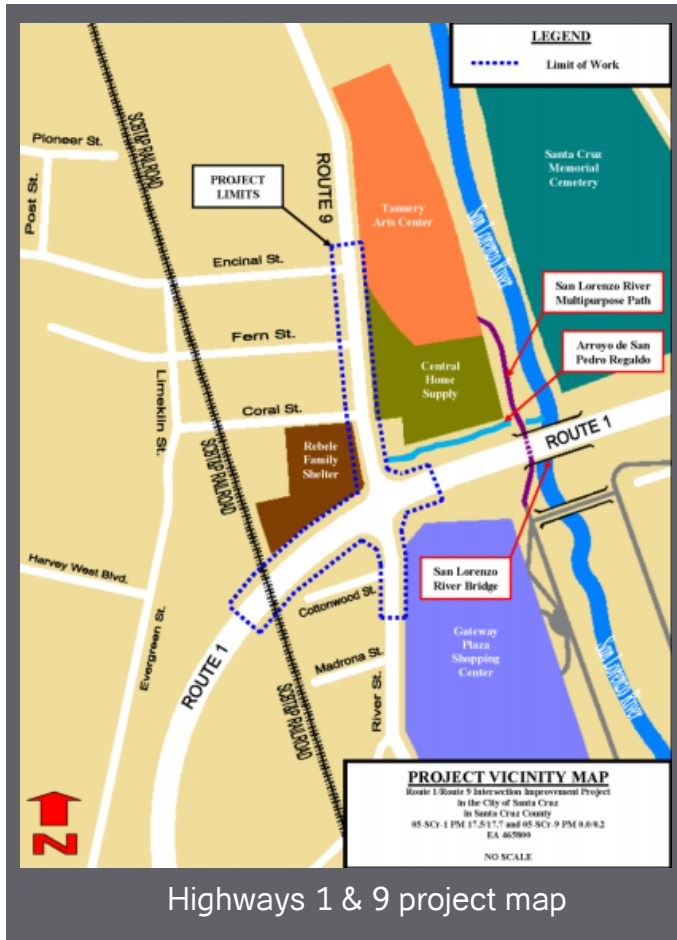 LEGEND
Limit of Work
Pioneer St.
SCBT&P RAILROAD
Post St.
PROJECT
LIMITS
ROUTE 9
Santa Cruz
Memorial
Cemetery
Tannery
Arts Center
San Lorenzo River
Encinal St.
San Lorenzo River
Multipurpose Path
Fern St.
Arroyo de San
Pedro Regaldo
Central
Home
Supply
Limekiln St.
Coral St.
ROUTE 1
Rebele
Family
Shelter
SCBT&P RAILROAD
Harvey West Blvd.
San Lorenzo
River Bridge
Cottonwood St.
Evergreen St.
Gateway
Plaza
Shopping
Center
San Lorenzo River
Madrona St.
ROUTE 1
River St.
SCBT&P RAILROAD
PROJECT VICINITY MAP
Route 1/Route 9 Intersection Improvement Project
in the City of Santa Cruz
in Santa Cruz County
05-SCr-1 PM 17.5/17.7 and 05-SCr-9 PM 0.0/0.2
EA 465800
NO SCALE
N
Highways 1 & 9 project map